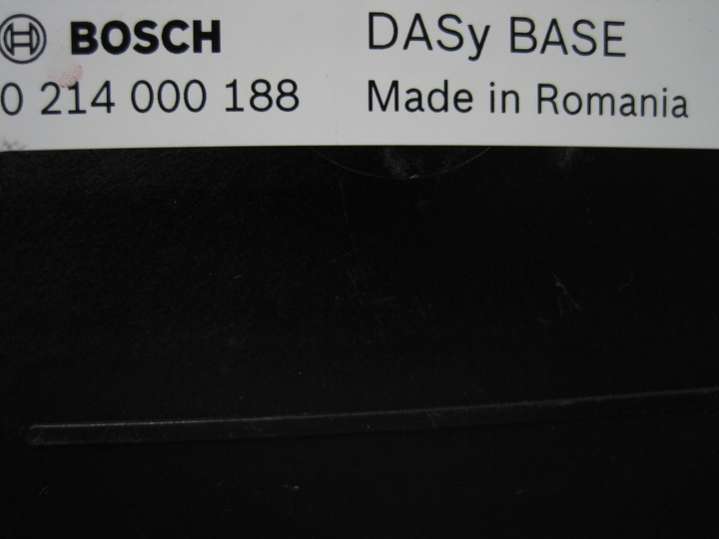 BOSCH
DASy BASE
0 214 000 188
Made in Romania